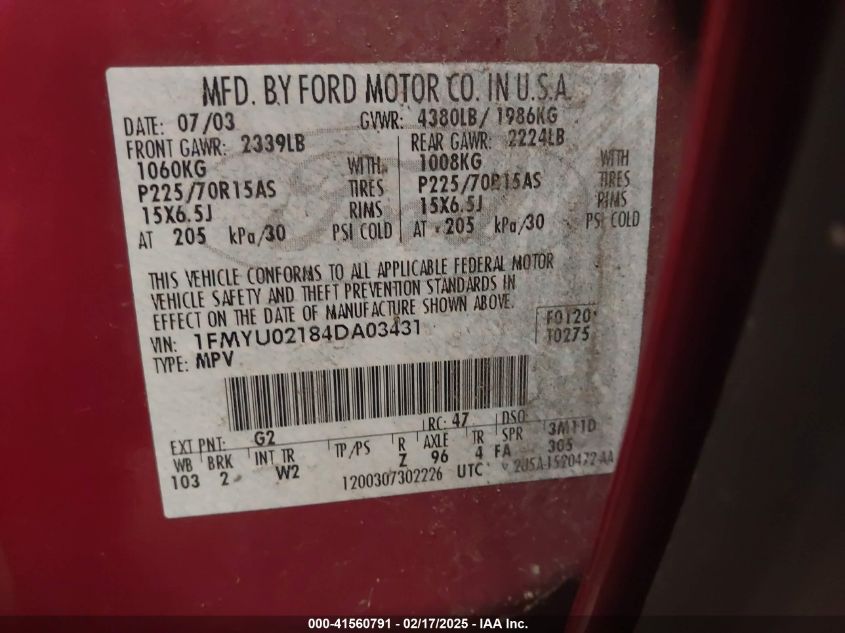 MFD. BY FORD MOTOR CO. IN U.S.A.
DATE: 07/03 GVWR: 4380LB/ 1986KG
FRONT GAWR: 2339LB REAR GAWR: 2224LB
1060KG WITH 1008KG WITH
P225/70R15AS TIRES P225/70R15AS TIRES
15X6.5J RIMS 15X6.5J RIMS
AT 205 kPa/30 PSI COLD AT 205 kPa/30 PSI COLD
THIS VEHICLE CONFORMS TO ALL APPLICABLE FEDERAL MOTOR
VEHICLE SAFETY AND THEFT PREVENTION STANDARDS IN
EFFECT ON THE DATE OF MANUFACTURE SHOWN ABOVE.
VIN: 1FMYU02184DA03431 F0120
TYPE: MPV T0275
EXT PNT: G2 RC: 47 DSO
WB BRK INT TR TP/PS R AXLE TR SPR 3M11D
103 2 W2 Z 96 4 FA 305
1200307302226 UTC 2U5A-1520472-AA
000-41560791 - 02/17/2025 - IAA Inc.